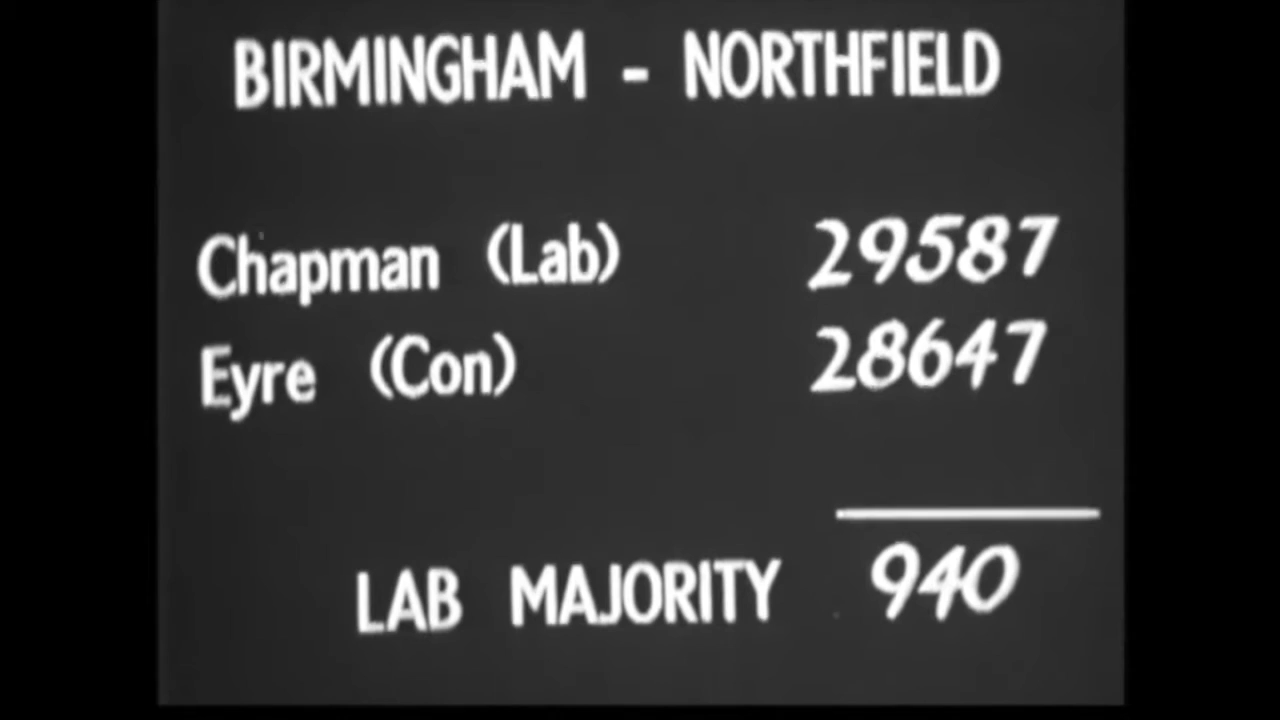 BIRMINGHAM - NORTHFIELD
Chapman (Lab) 29587
Eyre (Con) 28647
LAB MAJORITY 940